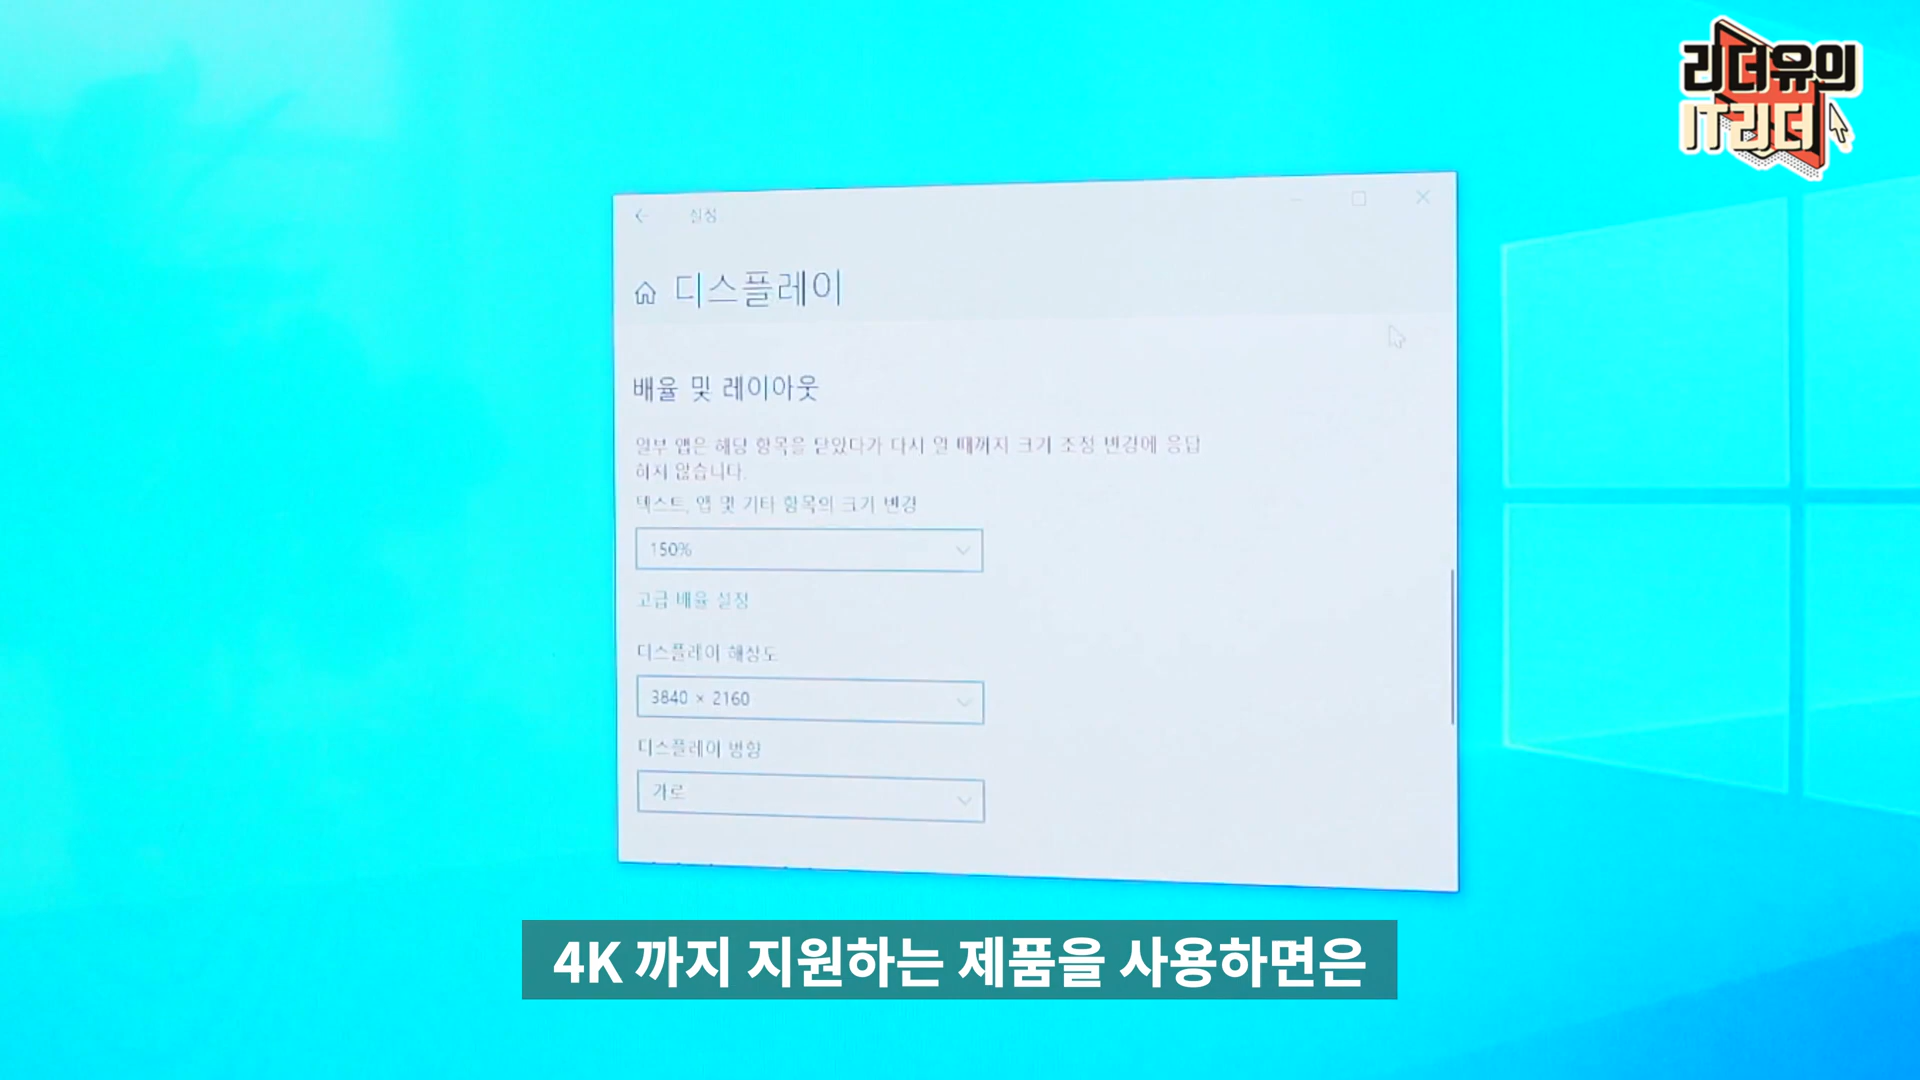 리더유의
IT리더
설정
디스플레이
배율 및 레이아웃
일부 앱은 해당 항목을 닫았다가 다시 열 때까지 크기 조정 변경에 응답
하지 않습니다.
텍스트, 앱 및 기타 항목의 크기 변경
150%
고급 배율 설정
디스플레이 해상도
3840 × 2160
디스플레이 방향
가로
4K 까지 지원하는 제품을 사용하면은